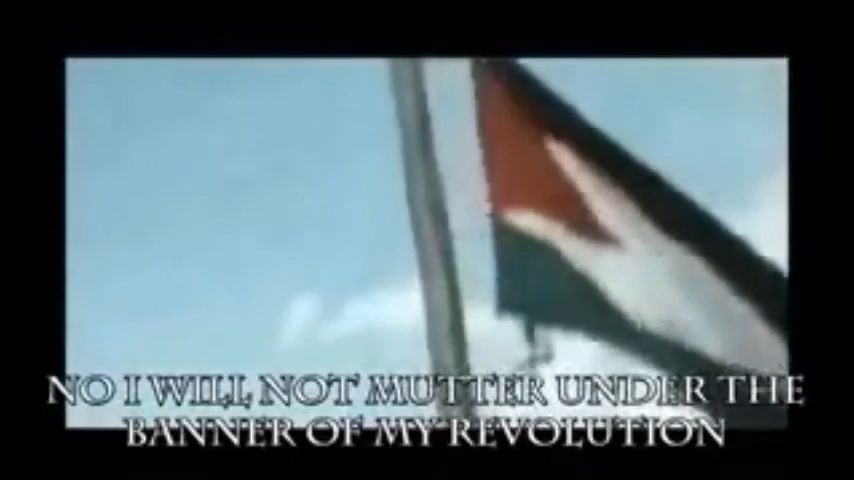 NO I WILL NOT MUTTER UNDER THE
BANNER OF MY REVOLUTION